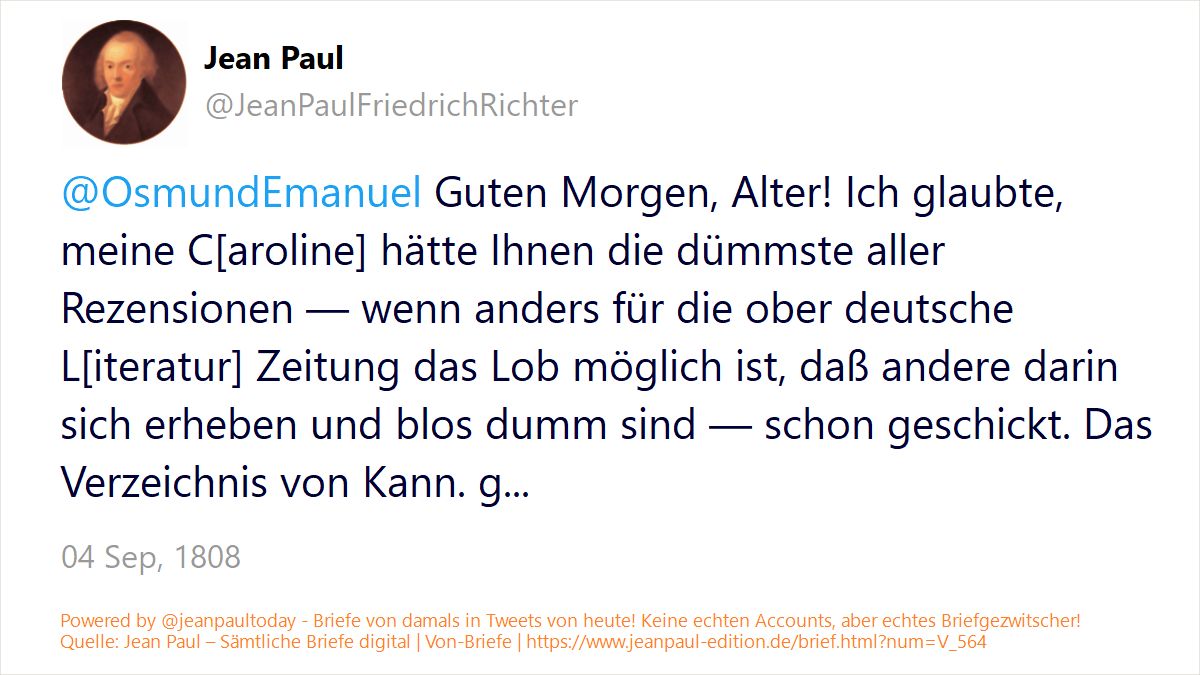 Jean Paul
@JeanPaulFriedrichRichter
@OsmundEmanuel Guten Morgen, Alter! Ich glaubte,
meine C[aroline] hätte Ihnen die dümmste aller
Rezensionen — wenn anders für die ober deutsche
L[iteratur] Zeitung das Lob möglich ist, daß andere darin
sich erheben und blos dumm sind — schon geschickt. Das
Verzeichnis von Kann. g...
04 Sep, 1808
Powered by @jeanpaultoday - Briefe von damals in Tweets von heute! Keine echten Accounts, aber echtes Briefgezwitscher!
Quelle: Jean Paul – Sämtliche Briefe digital | Von-Briefe | https://www.jeanpaul-edition.de/brief.html?num=V_564